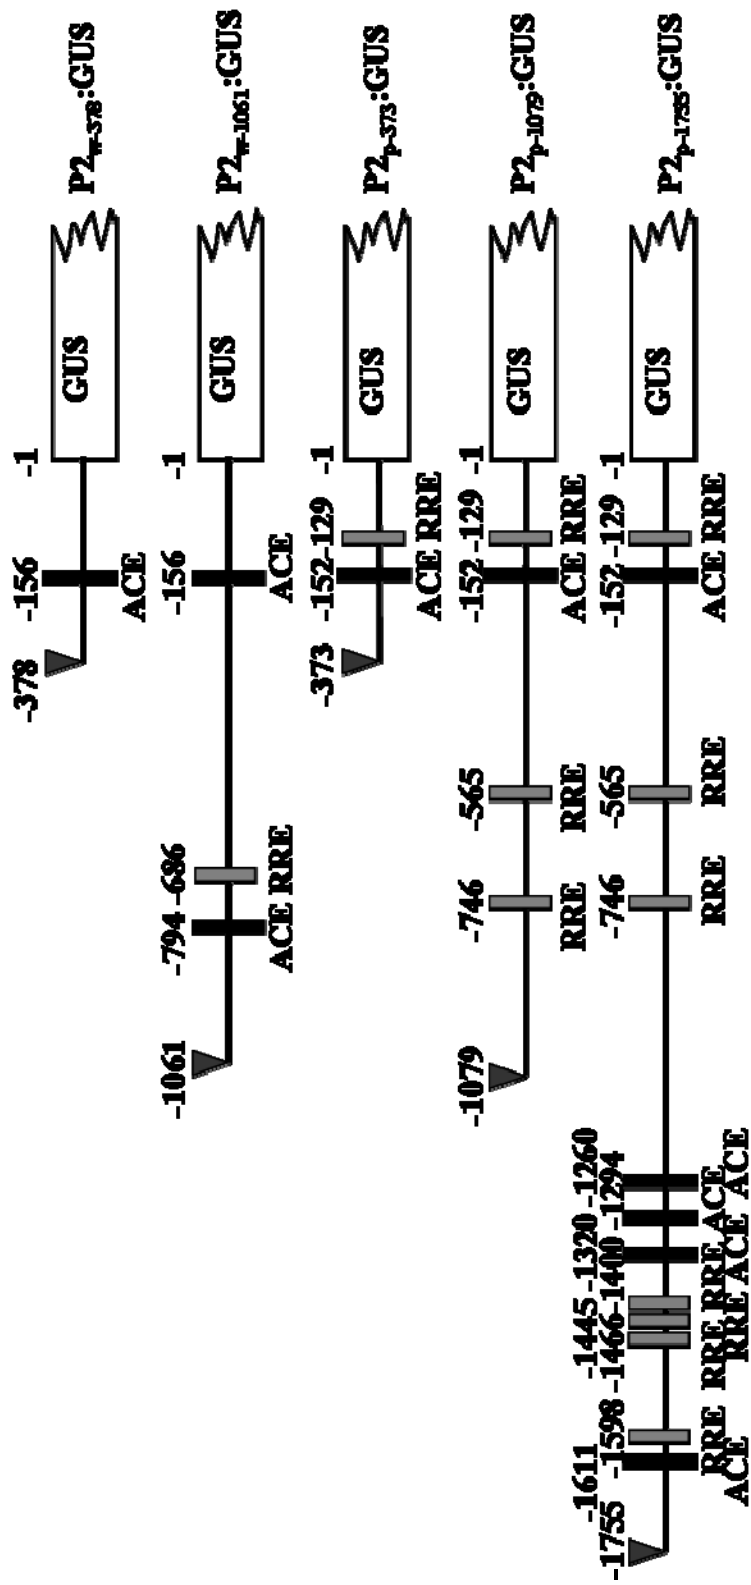 -378 -156 -1
GUS
P2w-378:GUS
ACE
-1061 -794 -686 -156 -1
GUS
P2w-1061:GUS
ACE RRE ACE
-373 -152 -129 -1
GUS
P2p-373:GUS
ACE RRE
-1079 -746 -565 -152 -129 -1
GUS
P2p-1079:GUS
RRE RRE ACE RRE
-1611 -1445 -1320 -1260
-1755 -1598 -1466 -1400 -1294 -746 -565 -152 -129 -1
GUS
P2p-1755:GUS
RRE RRE RRE ACE RRE RRE ACE RRE
ACE RRE ACE ACE